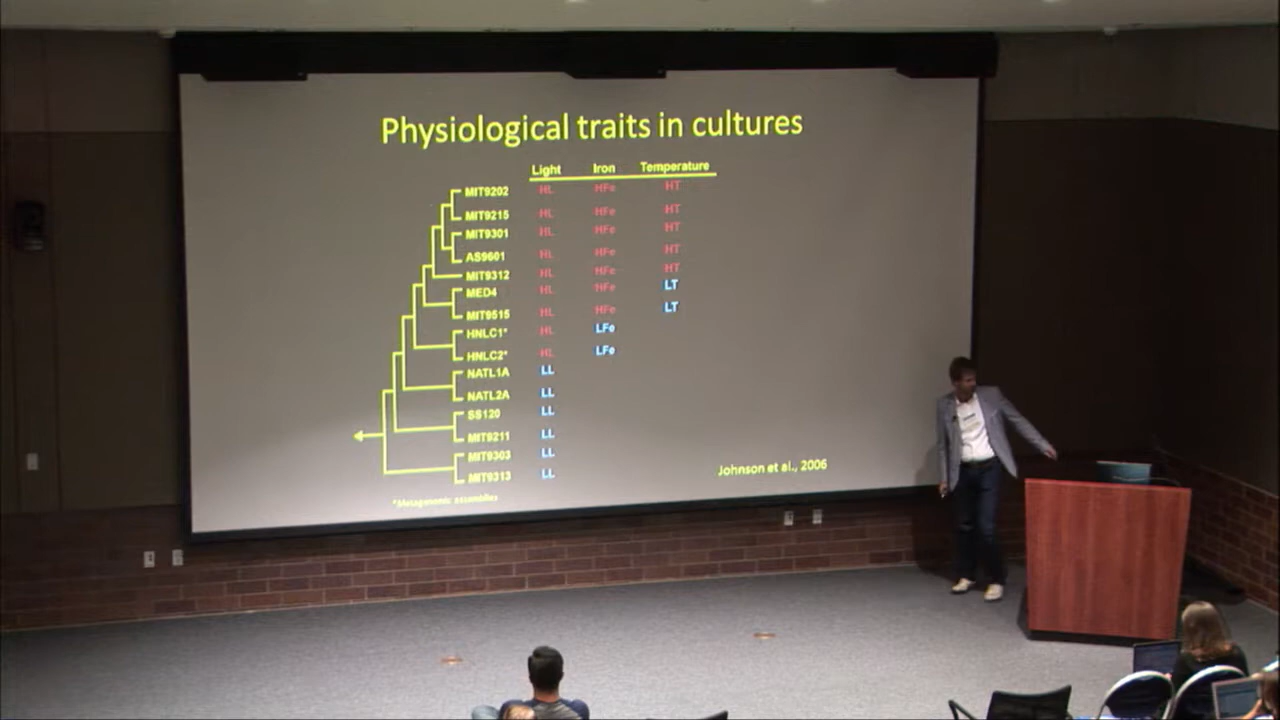 Physiological traits in cultures
Light Iron Temperature
MIT9202 HL HFe HT
MIT9215 HL HFe HT
MIT9301 HL HFe HT
AS9601 HL HFe HT
MIT9312 HL HFe HT
MED4 HL HFe LT
MIT9515 HL HFe LT
HNLC1* HL LFe
HNLC2* HL LFe
NATL1A LL
NATL2A LL
SS120 LL
MIT9211 LL
MIT9303 LL
MIT9313 LL
Johnson et al., 2006
*Metagenomic assemblies